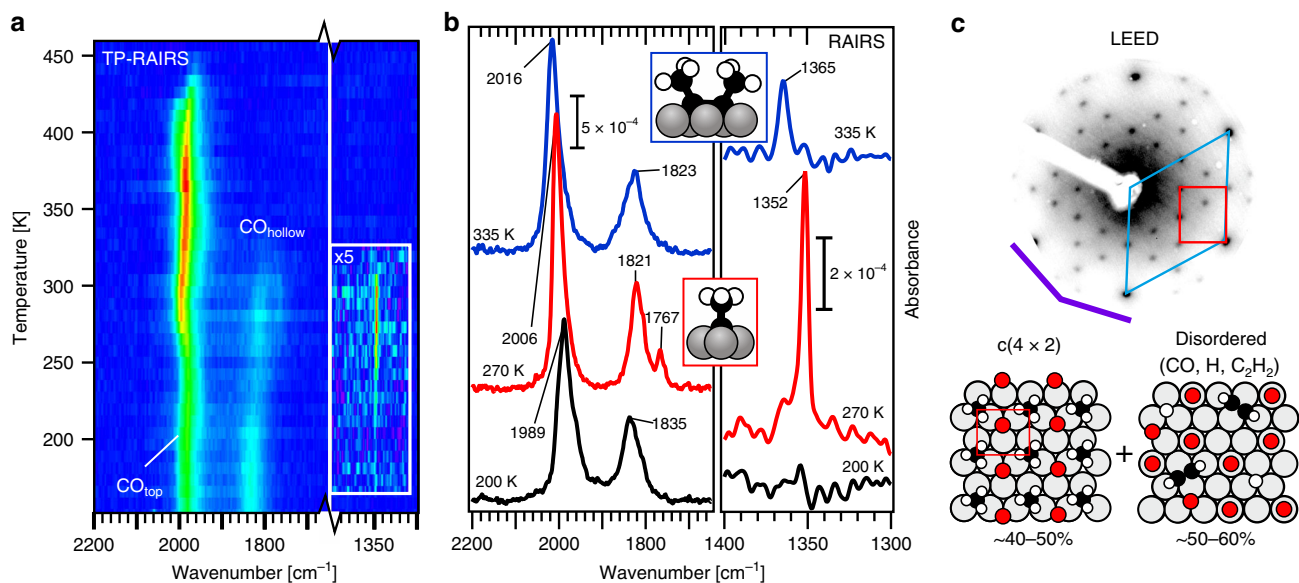 a
TP-RAIRS
450
400
350
300
250
200
Temperature [K]
CO_hollow
x5
CO_top
2200
2000
1800
1350
Wavenumber [cm⁻¹]
b
RAIRS
2016
5 × 10⁻⁴
1823
335 K
2006
1821
1767
270 K
1989
1835
200 K
1365
335 K
1352
2 × 10⁻⁴
270 K
200 K
Absorbance
2200
2000
1800
1400
1350
1300
Wavenumber [cm⁻¹]
c
LEED
c(4 × 2)
Disordered
(CO, H, C₂H₂)
+
~40–50%
~50–60%